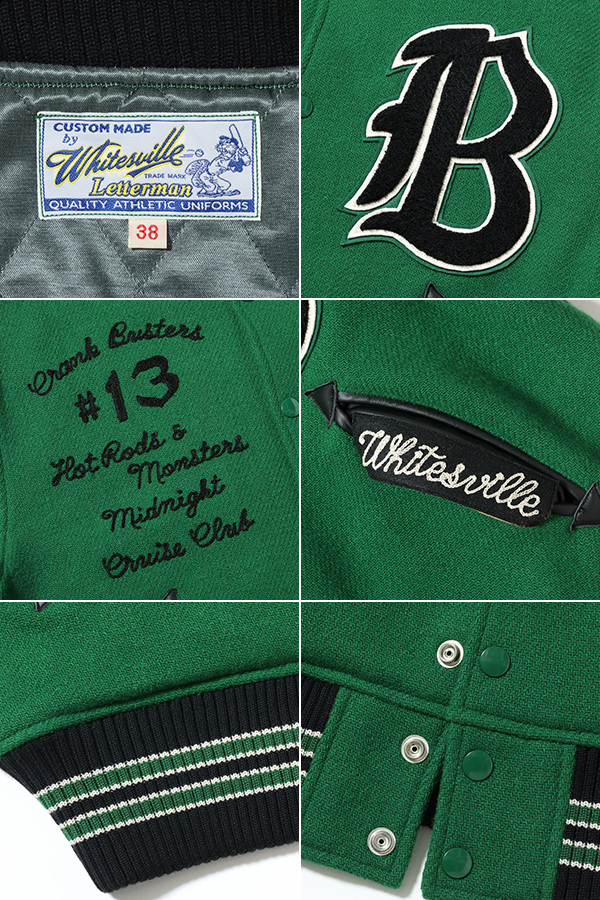 CUSTOM MADE
by
Whitesville
TRADE MARK
Letterman
QUALITY ATHLETIC UNIFORMS
38
B
Crank Busters
#13
Hot Rods &
Monsters
Midnight
Cruise Club
Whitesville